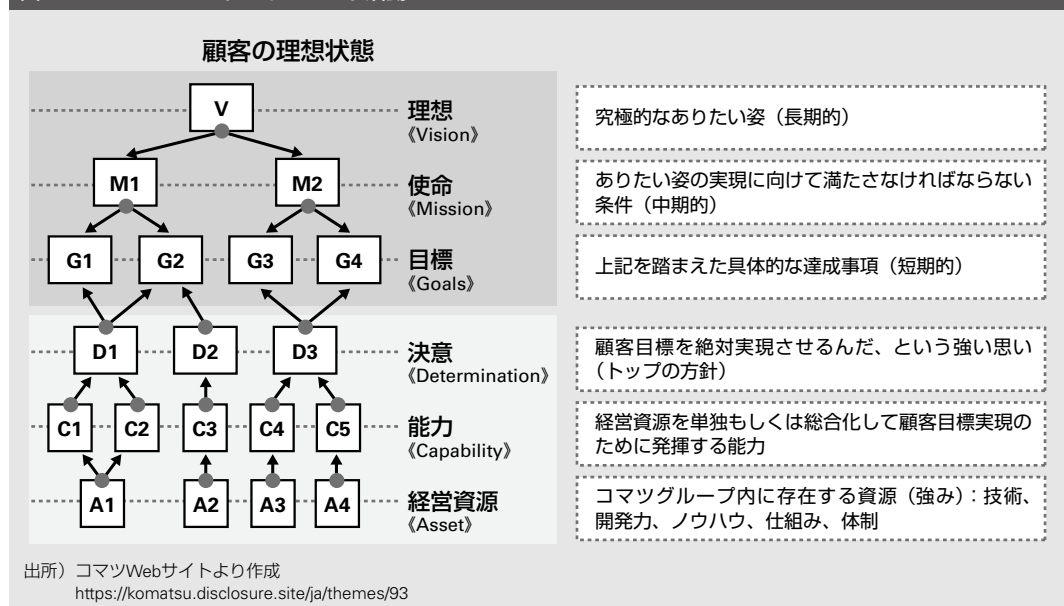 顧客の理想状態
V
理想
《Vision》
究極的なありたい姿（長期的）
M1
M2
使命
《Mission》
ありたい姿の実現に向けて満たさなければならない
条件（中期的）
G1
G2
G3
G4
目標
《Goals》
上記を踏まえた具体的な達成事項（短期的）
D1
D2
D3
決意
《Determination》
顧客目標を絶対実現させるんだ、という強い思い
（トップの方針）
C1
C2
C3
C4
C5
能力
《Capability》
経営資源を単独もしくは総合化して顧客目標実現の
ために発揮する能力
A1
A2
A3
A4
経営資源
《Asset》
コマツグループ内に存在する資源（強み）：技術、
開発力、ノウハウ、仕組み、体制
出所）コマツWebサイトより作成
https://komatsu.disclosure.site/ja/themes/93